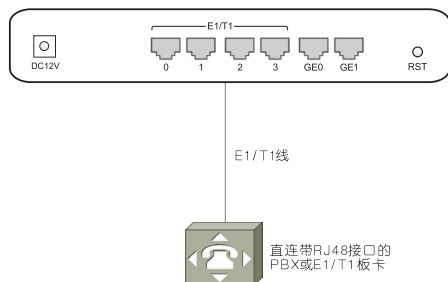 E1/T1
DC12V
0
1
2
3
GE0
GE1
RST
E1/T1线
直连带RJ48接口的
PBX或E1/T1板卡